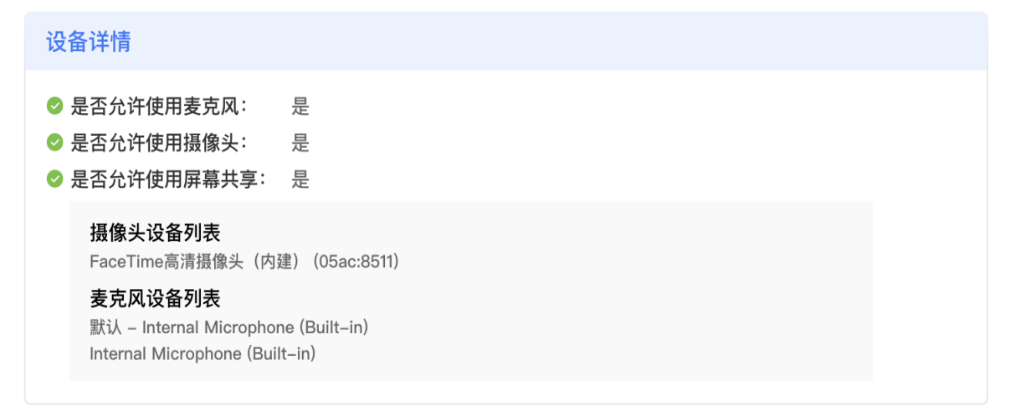 设备详情
是否允许使用麦克风： 是
是否允许使用摄像头： 是
是否允许使用屏幕共享： 是
摄像头设备列表
FaceTime高清摄像头（内建） (05ac:8511)
麦克风设备列表
默认 - Internal Microphone (Built-in)
Internal Microphone (Built-in)